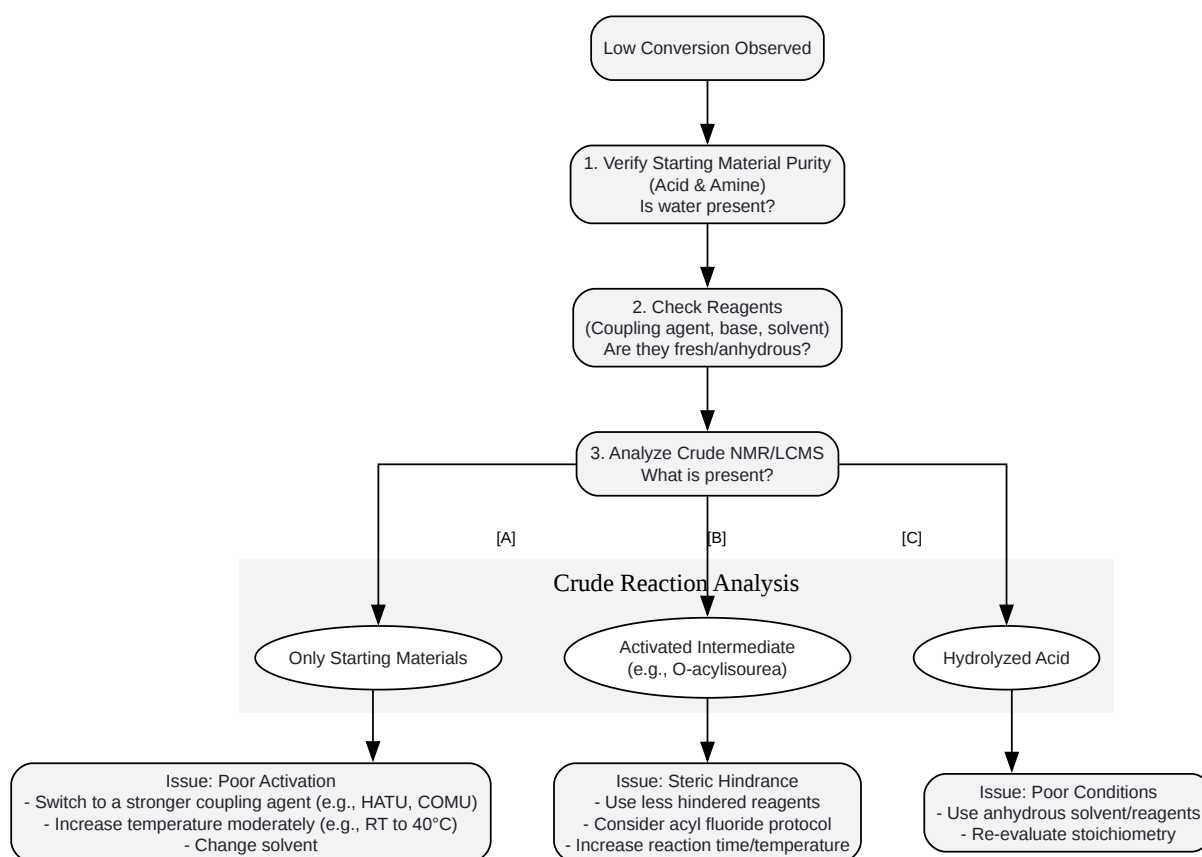 Low Conversion Observed
1. Verify Starting Material Purity
(Acid & Amine)
Is water present?
2. Check Reagents
(Coupling agent, base, solvent)
Are they fresh/anhydrous?
3. Analyze Crude NMR/LCMS
What is present?
[A]
[B]
[C]
Crude Reaction Analysis
Only Starting Materials
Activated Intermediate
(e.g., O-acylisourea)
Hydrolyzed Acid
Issue: Poor Activation
- Switch to a stronger coupling agent (e.g., HATU, COMU)
- Increase temperature moderately (e.g., RT to 40°C)
- Change solvent
Issue: Steric Hindrance
- Use less hindered reagents
- Consider acyl fluoride protocol
- Increase reaction time/temperature
Issue: Poor Conditions
- Use anhydrous solvent/reagents
- Re-evaluate stoichiometry